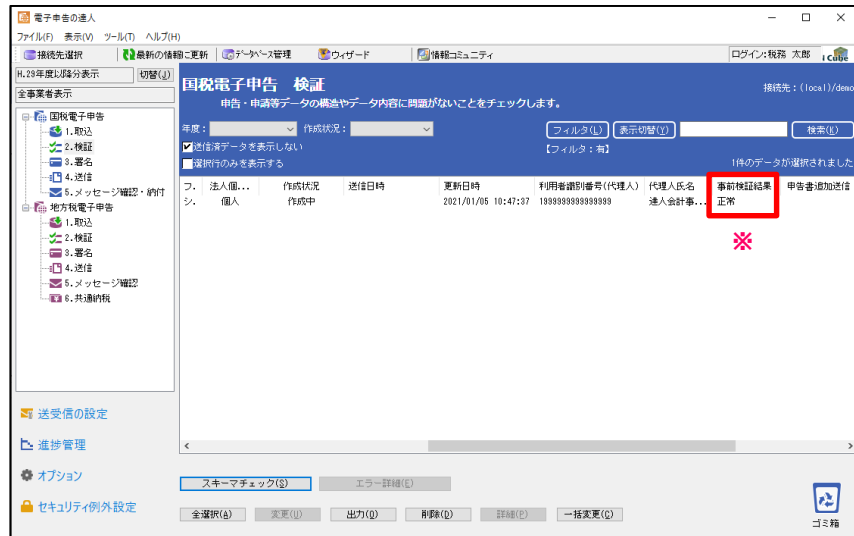 電子申告の達人
ファイル(F) 表示(V) ツール(T) ヘルプ(H)
接続先選択 最新の情報に更新 データベース管理 ウィザード 情報コミュニティ ログイン:税務 太郎 iCube
H.29年度以降分表示 切替(J)
全事業者表示
国税電子申告
1.取込
2.検証
3.署名
4.送信
5.メッセージ確認・納付
地方税電子申告
1.取込
2.検証
3.署名
4.送信
5.メッセージ確認
6.共通納税
送受信の設定
進捗管理
オプション
セキュリティ例外設定
国税電子申告 検証
接続先:(local)/demo
申告・申請等データの構造やデータ内容に問題がないことをチェックします。
年度: 作成状況: フィルタ(L) 表示切替(Y) 検索(K)
送信済データを表示しない 【フィルタ:有】
選択行のみを表示する 1件のデータが選択されました
フ. 法人個... 作成状況 送信日時 更新日時 利用者識別番号(代理人) 代理人氏名 事前検証結果 申告書追加送信
シ. 個人 作成中 2021/01/05 10:47:37 1999999999999999 達人会計事... 正常
※
スキーマチェック(S) エラー詳細(E)
全選択(A) 変更(U) 出力(O) 削除(D) 詳細(P) 一括変更(C)
ゴミ箱